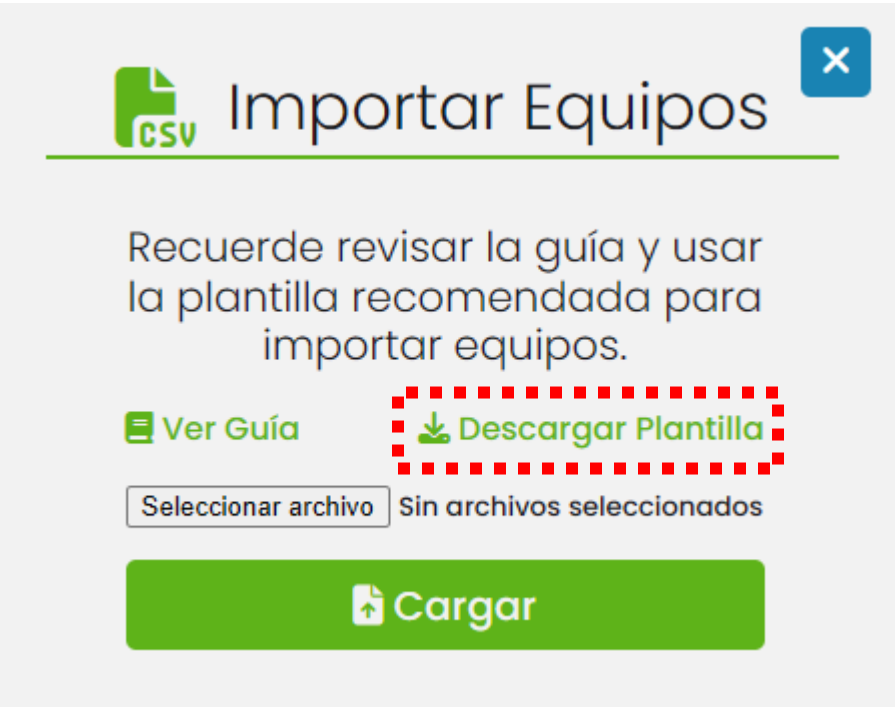 CSV
Importar Equipos
Recuerde revisar la guía y usar
la plantilla recomendada para
importar equipos.
Ver Guía
Descargar Plantilla
Seleccionar archivo Sin archivos seleccionados
Cargar